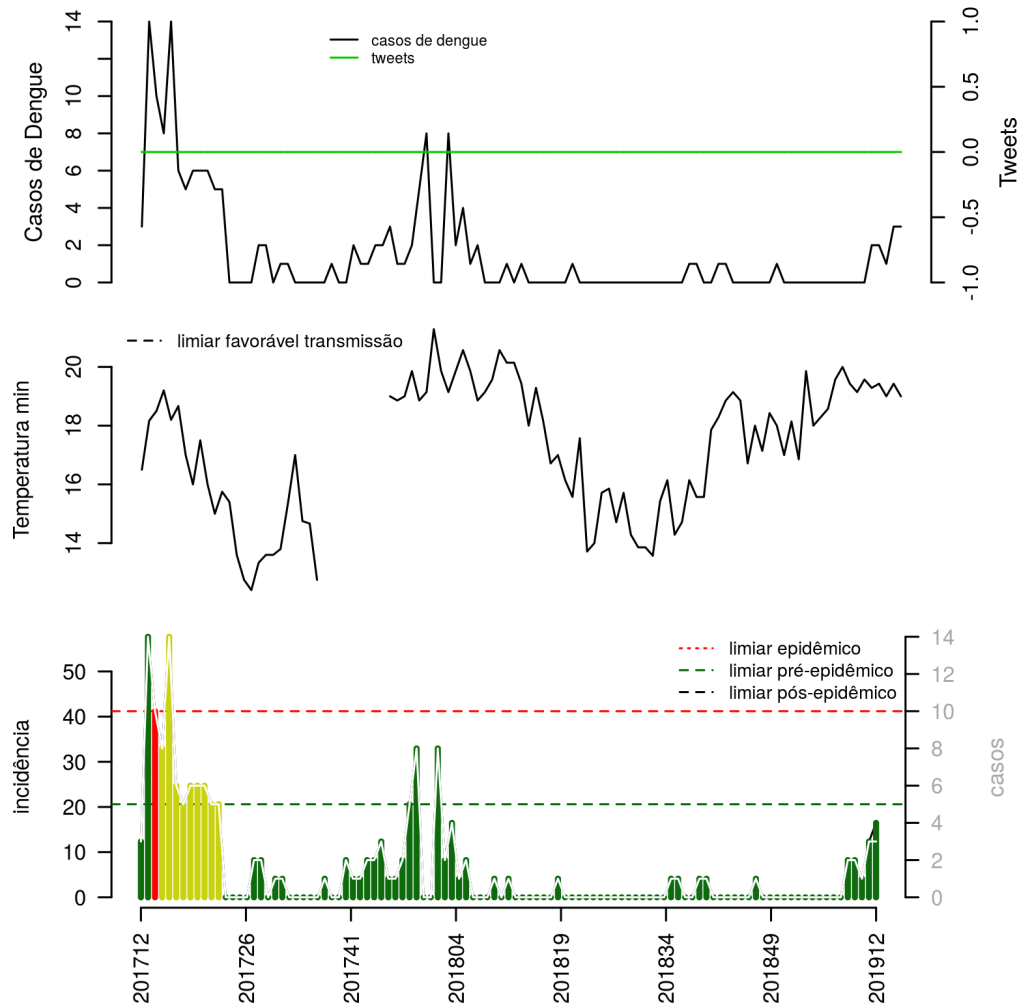 casos de dengue
tweets
Casos de Dengue
0 2 4 6 8 10 14
Tweets
-1.0 -0.5 0.0 0.5 1.0
limiar favorável transmissão
Temperatura min
14 16 18 20
limiar epidêmico
limiar pré-epidêmico
limiar pós-epidêmico
incidência
0 10 20 30 40 50
casos
0 2 4 6 8 10 12 14
201712 201726 201741 201804 201819 201834 201849 201912